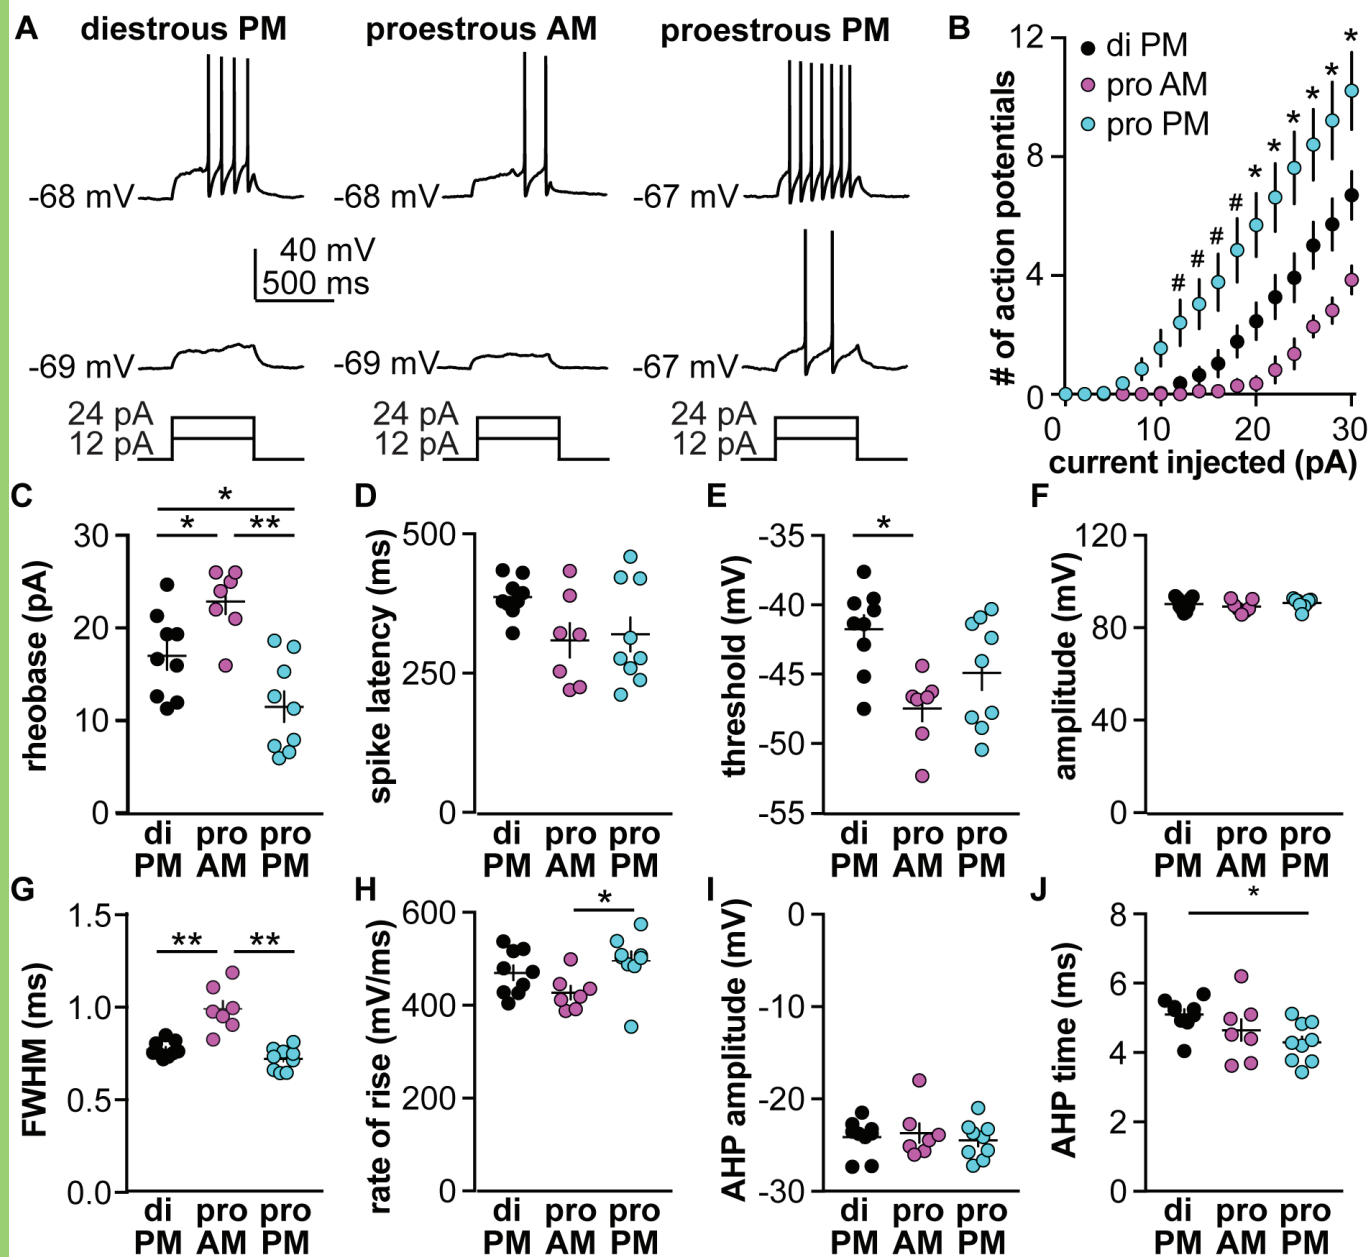 A diestrous PM proestrous AM proestrous PM
-68 mV -68 mV -67 mV
40 mV
500 ms
-69 mV -69 mV -67 mV
24 pA 24 pA 24 pA
12 pA 12 pA 12 pA
B
# of action potentials
12
8
4
0
di PM
pro AM
pro PM
# # # # * * * * * *
0 10 20 30
current injected (pA)
C
rheobase (pA)
30
20
10
0
*
* **
di pro pro
PM AM PM
D
spike latency (ms)
500
250
0
di pro pro
PM AM PM
E
threshold (mV)
-35
-40
-45
-50
-55
*
di pro pro
PM AM PM
F
amplitude (mV)
120
80
40
0
di pro pro
PM AM PM
G
FWHM (ms)
1.5
1.0
0.5
0.0
** **
di pro pro
PM AM PM
H
rate of rise (mV/ms)
600
400
200
0
*
di pro pro
PM AM PM
I
AHP amplitude (mV)
0
-10
-20
-30
di pro pro
PM AM PM
J
AHP time (ms)
8
6
4
2
0
*
di pro pro
PM AM PM